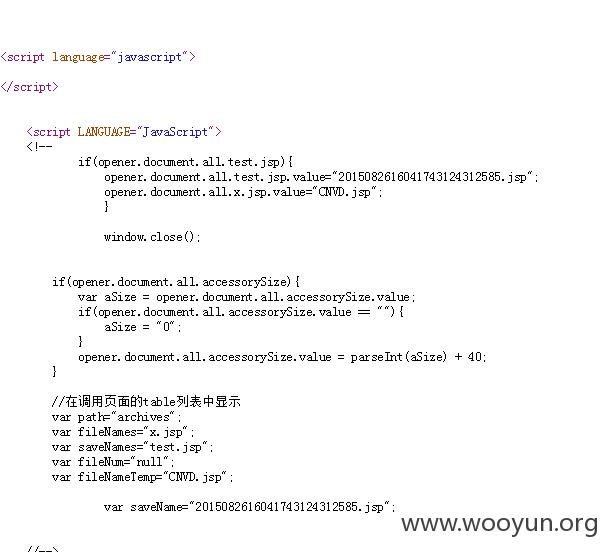 <script language="javascript">
</script>
<script LANGUAGE="JavaScript">
<!--
if(opener.document.all.test.jsp){
opener.document.all.test.jsp.value="2015082616041743124312585.jsp";
opener.document.all.x.jsp.value="CNVD.jsp";
}
window.close();
if(opener.document.all.accessorySize){
var aSize = opener.document.all.accessorySize.value;
if(opener.document.all.accessorySize.value == ""){
aSize = "0";
}
opener.document.all.accessorySize.value = parseInt(aSize) + 40;
}
//在调用页面的table列表中显示
var path="archives";
var fileNames="x.jsp";
var saveNames="test.jsp";
var fileNum="null";
var fileNameTemp="CNVD.jsp";
var saveName="2015082616041743124312585.jsp";
www.wooyun.org
//-->